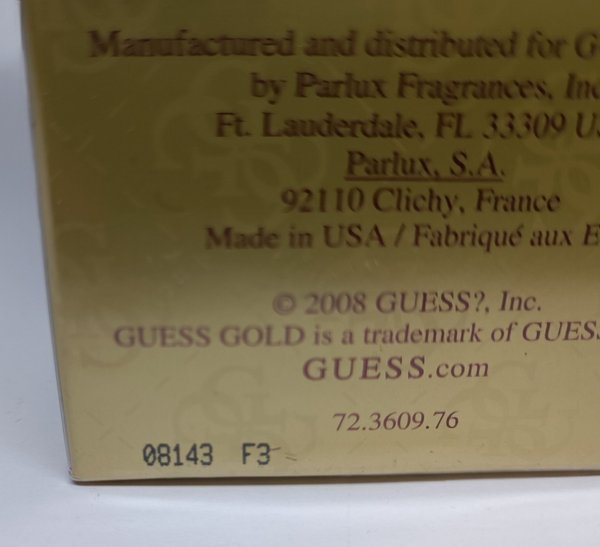 Manufactured and distributed for G
by Parlux Fragrances, Inc
Ft. Lauderdale, FL 33309 U
Parlux, S.A.
92110 Clichy, France
Made in USA / Fabriqué aux E
© 2008 GUESS?, Inc.
GUESS GOLD is a trademark of GUESS
GUESS.com
72.3609.76
08143 F3